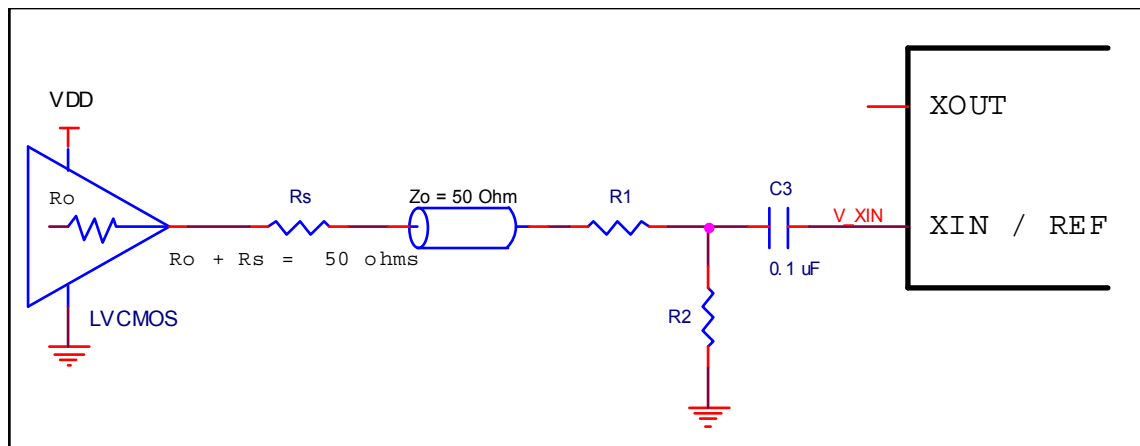 VDD
XOUT
Ro
Rs
Zo = 50 Ohm
R1
C3
V_XIN
XIN / REF
Ro + Rs = 50 ohms
0.1 uF
LVCMOS
R2